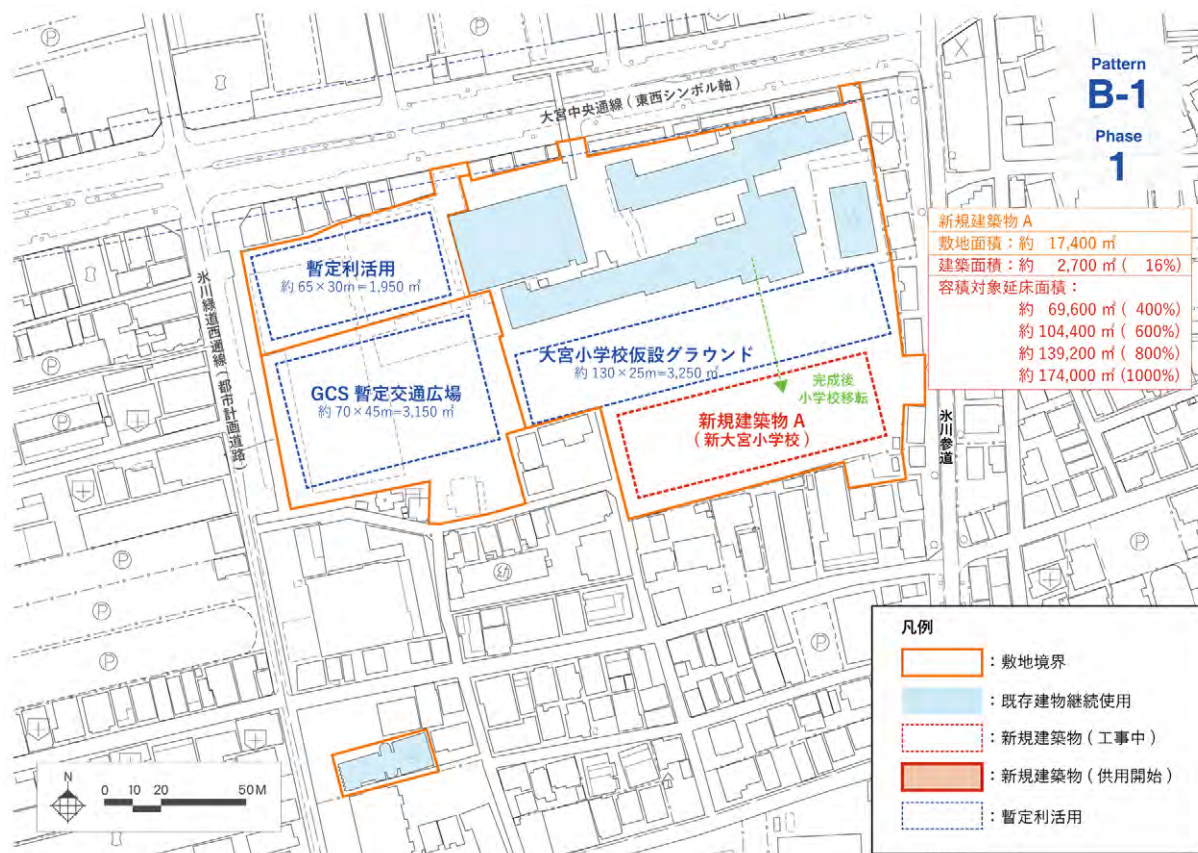 Pattern
B-1
Phase
1
大宮中央通線(東西シンボル軸)
新規建築物 A
敷地面積:約 17,400 ㎡
建築面積:約 2,700 ㎡( 16%)
容積対象延床面積:
約 69,600 ㎡( 400%)
約 104,400 ㎡( 600%)
約 139,200 ㎡( 800%)
約 174,000 ㎡(1000%)
暫定利活用
約 65×30m=1,950 ㎡
大宮小学校仮設グラウンド
約 130×25m=3,250 ㎡
GCS 暫定交通広場
約 70×45m=3,150 ㎡
完成後
小学校移転
新規建築物 A
(新大宮小学校)
氷川緑道西通線(都市計画道路)
氷川参道
P
P
P
P
P
P
幼
凡例
:敷地境界
:既存建物継続使用
:新規建築物(工事中)
:新規建築物(供用開始)
:暫定利活用
N
0 10 20 50M